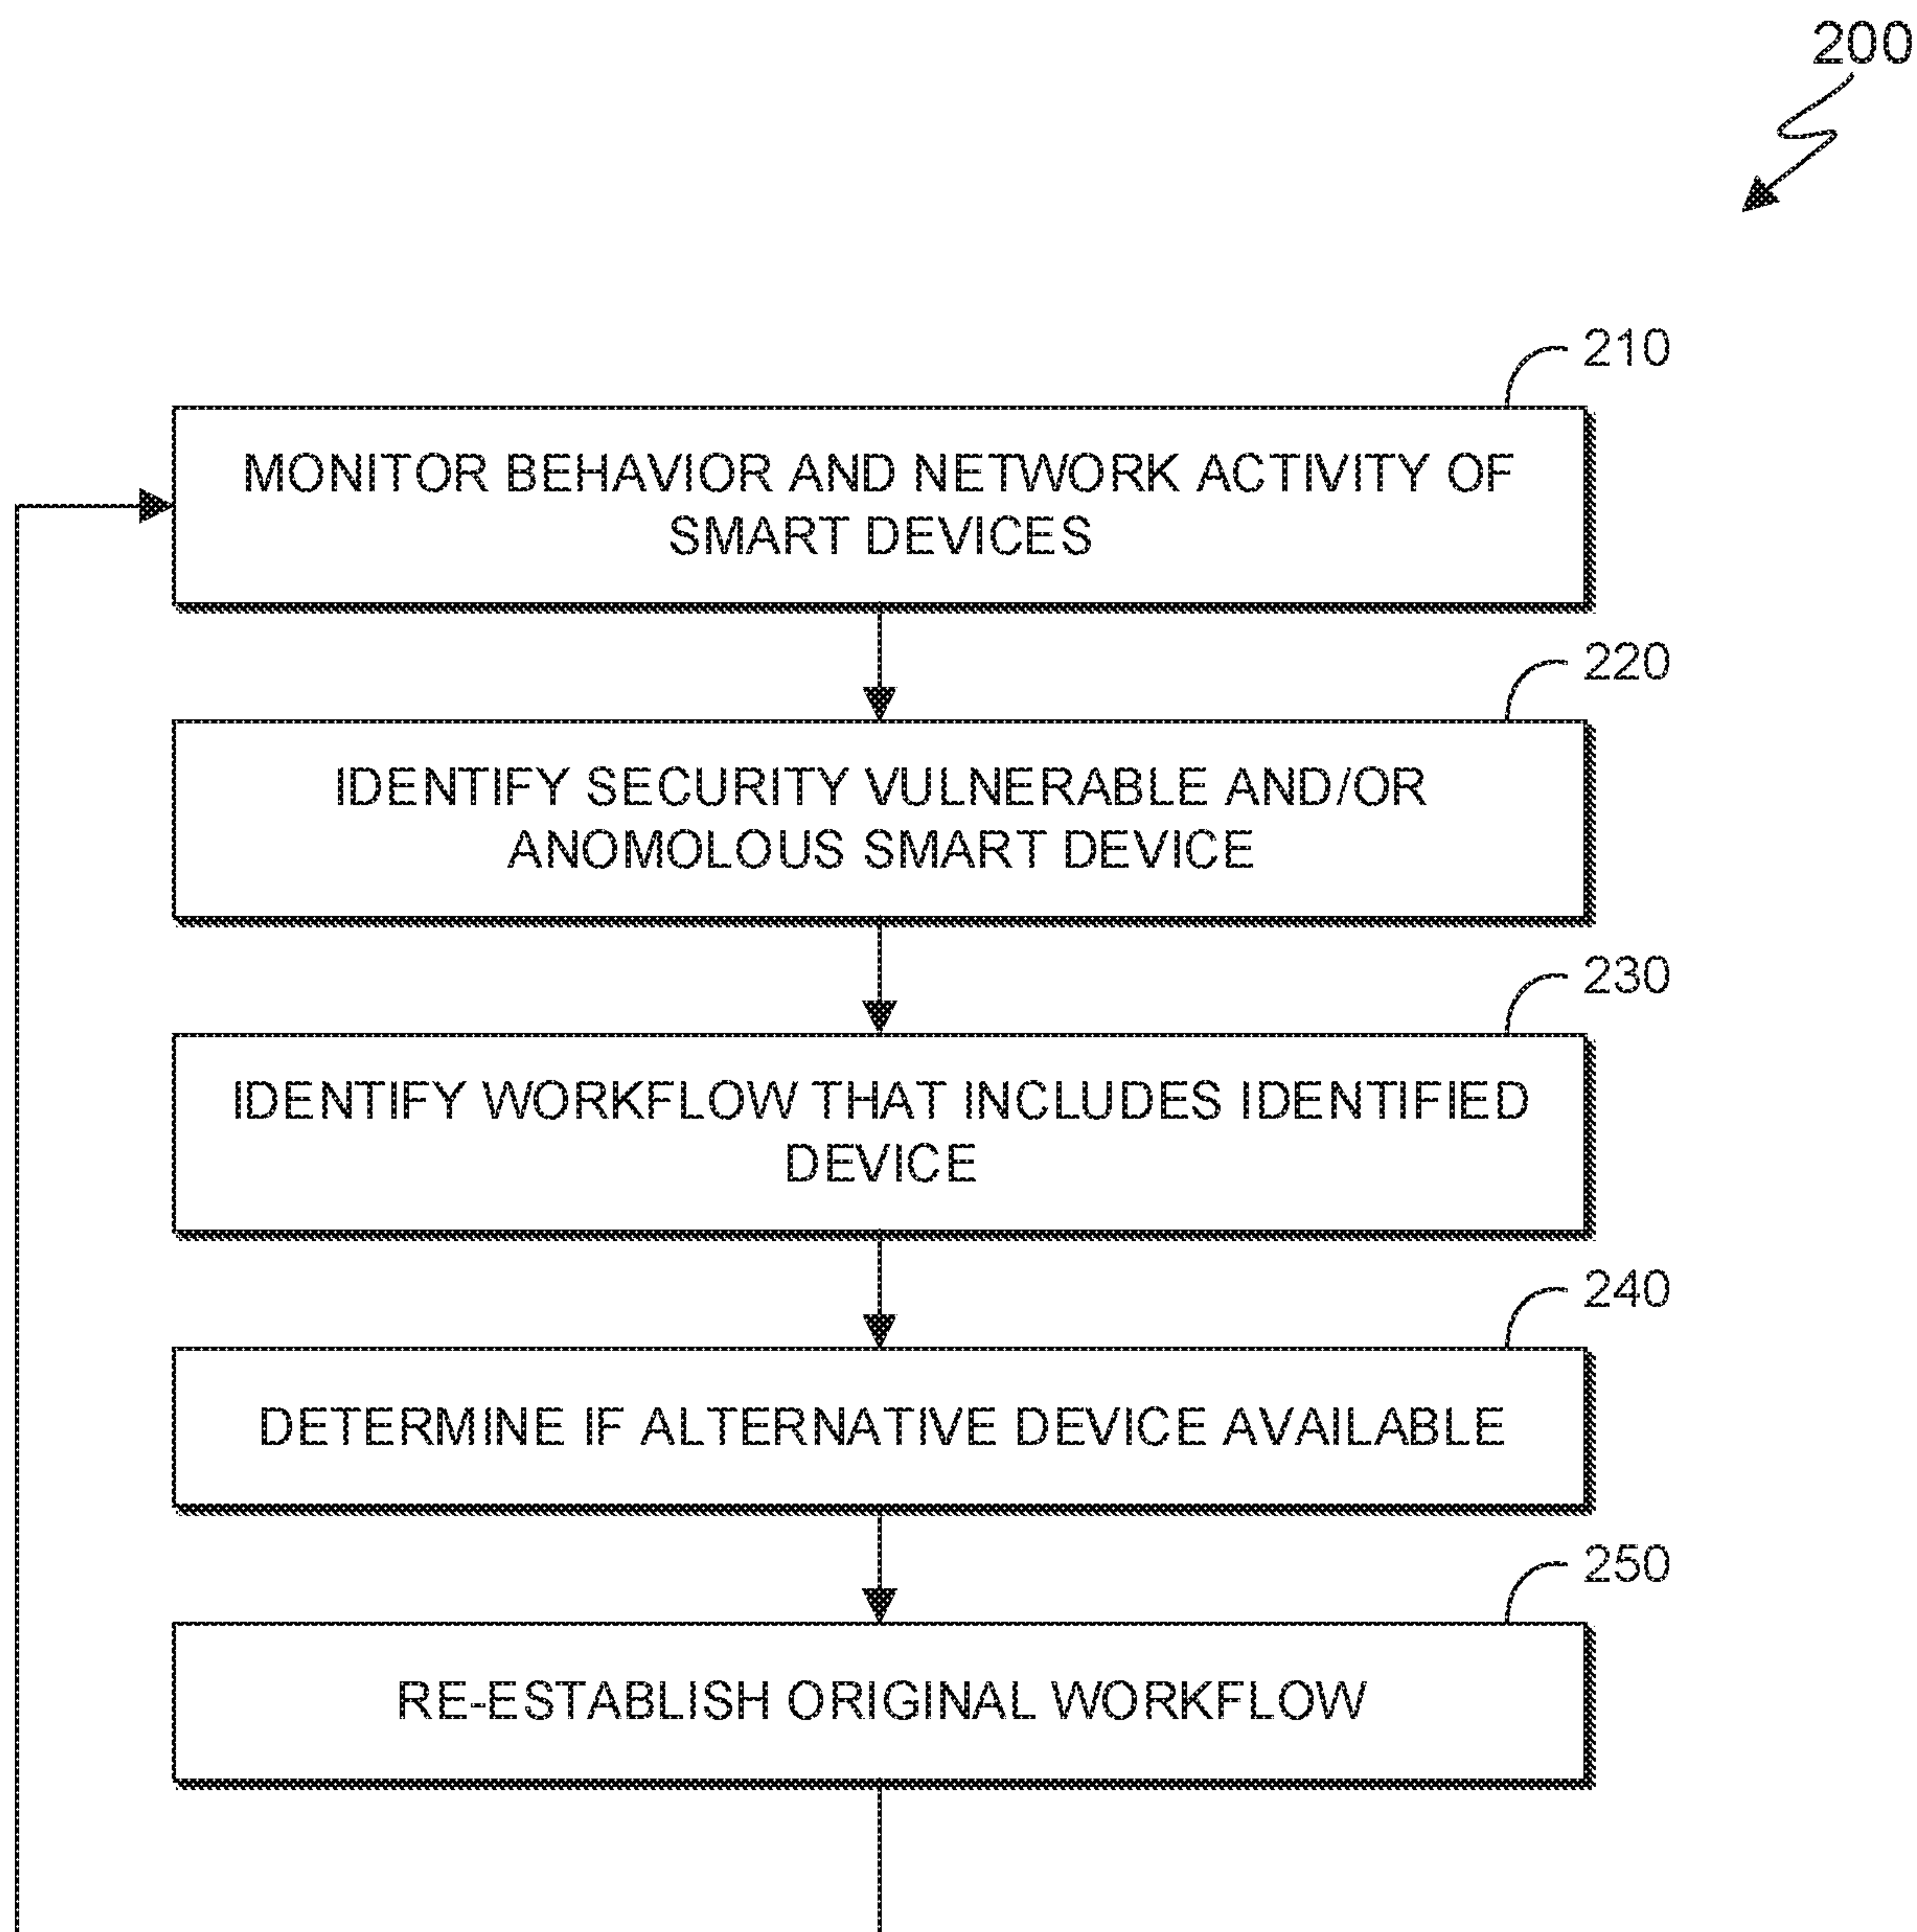 200
210
MONITOR BEHAVIOR AND NETWORK ACTIVITY OF
SMART DEVICES
220
IDENTIFY SECURITY VULNERABLE AND/OR
ANOMOLOUS SMART DEVICE
230
IDENTIFY WORKFLOW THAT INCLUDES IDENTIFIED
DEVICE
240
DETERMINE IF ALTERNATIVE DEVICE AVAILABLE
250
RE-ESTABLISH ORIGINAL WORKFLOW